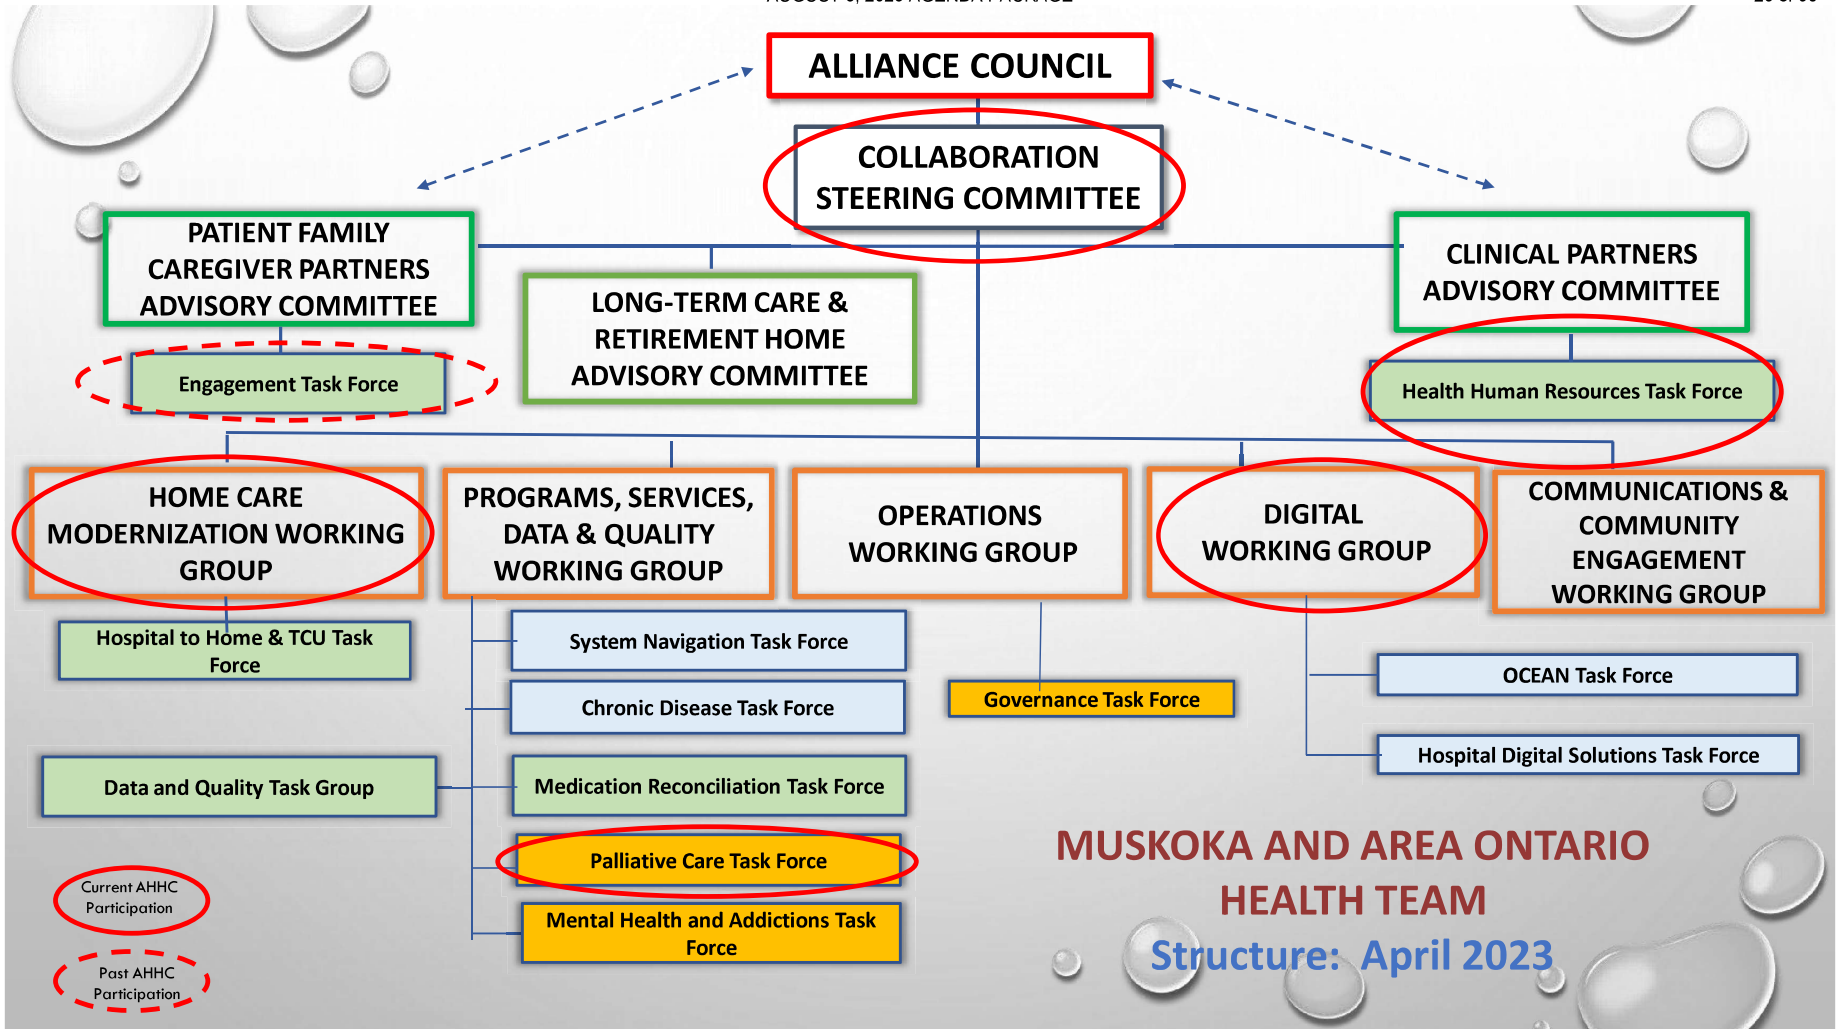 ALLIANCE COUNCIL
COLLABORATION
STEERING COMMITTEE
PATIENT FAMILY
CAREGIVER PARTNERS
ADVISORY COMMITTEE
LONG-TERM CARE &
RETIREMENT HOME
ADVISORY COMMITTEE
CLINICAL PARTNERS
ADVISORY COMMITTEE
Engagement Task Force
Health Human Resources Task Force
HOME CARE
MODERNIZATION WORKING
GROUP
PROGRAMS, SERVICES,
DATA & QUALITY
WORKING GROUP
OPERATIONS
WORKING GROUP
DIGITAL
WORKING GROUP
COMMUNICATIONS &
COMMUNITY
ENGAGEMENT
WORKING GROUP
Hospital to Home & TCU Task
Force
System Navigation Task Force
Chronic Disease Task Force
Data and Quality Task Group
Medication Reconciliation Task Force
Palliative Care Task Force
Mental Health and Addictions Task
Force
Governance Task Force
OCEAN Task Force
Hospital Digital Solutions Task Force
Current AHHC
Participation
Past AHHC
Participation
MUSKOKA AND AREA ONTARIO
HEALTH TEAM
Structure: April 2023